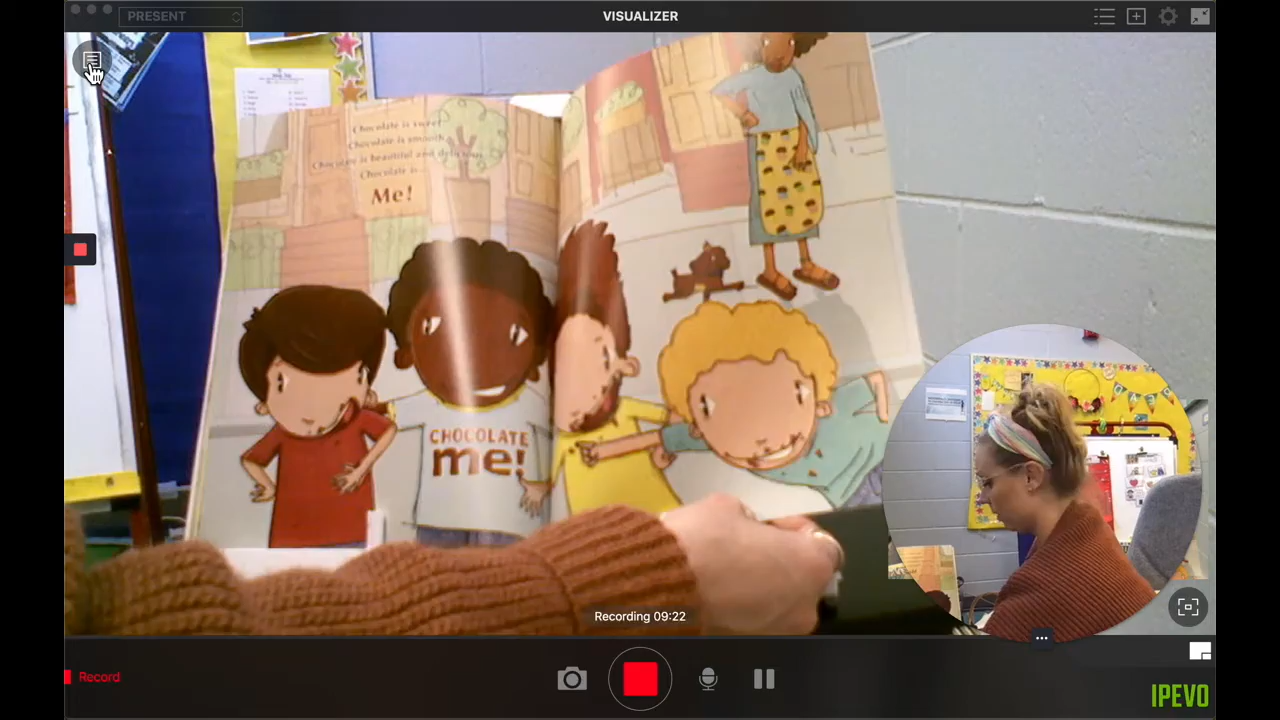 PRESENT
VISUALIZER
Chocolate is sweet
Chocolate is smooth
Chocolate is beautiful and delicious
Chocolate is
Me!
CHOCOLATE
me!
Recording 09:22
Record
IPEVO